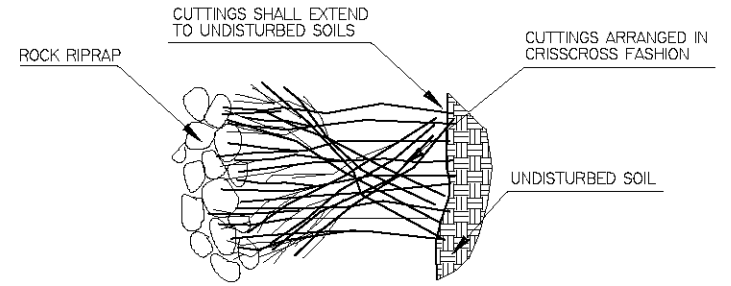 CUTTINGS SHALL EXTEND
TO UNDISTURBED SOILS
CUTTINGS ARRANGED IN
CRISSCROSS FASHION
ROCK RIPRAP
UNDISTURBED SOIL